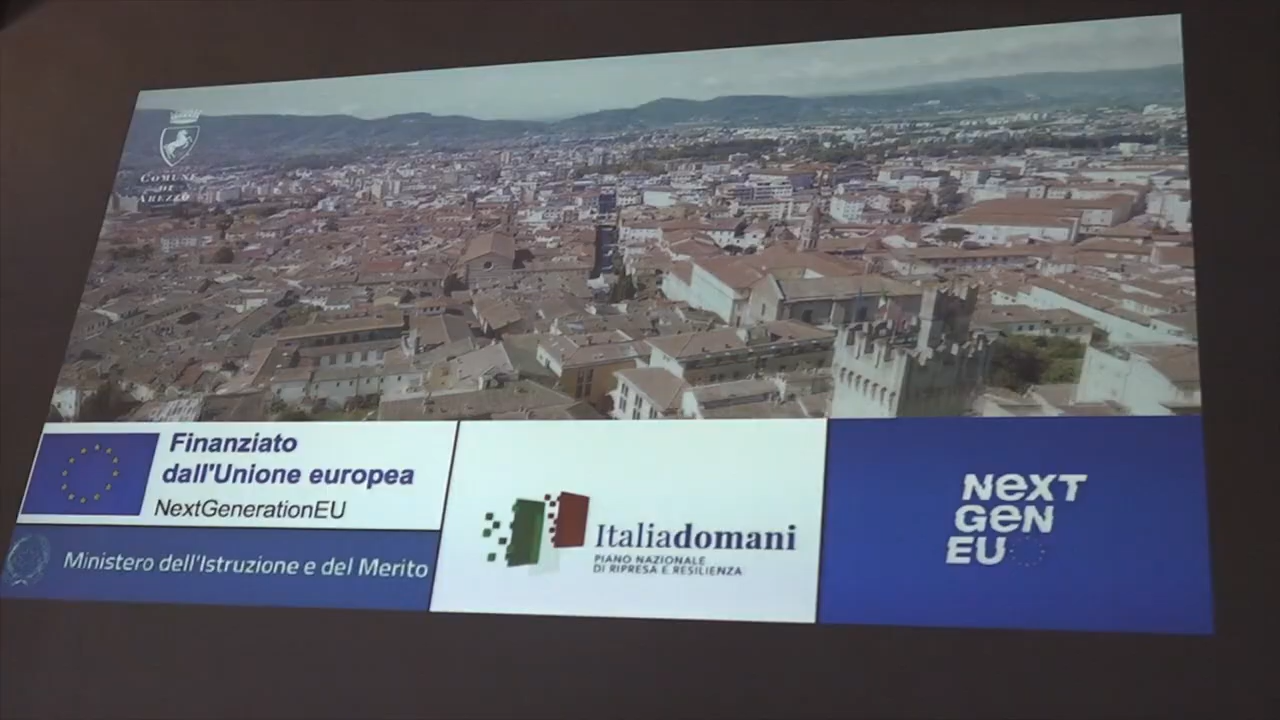 COMUNE
DI
AREZZO
Finanziato
dall'Unione europea
NextGenerationEU
Ministero dell'Istruzione e del Merito
Italiadomani
PIANO NAZIONALE
DI RIPRESA E RESILIENZA
NEXT
GEN
EU